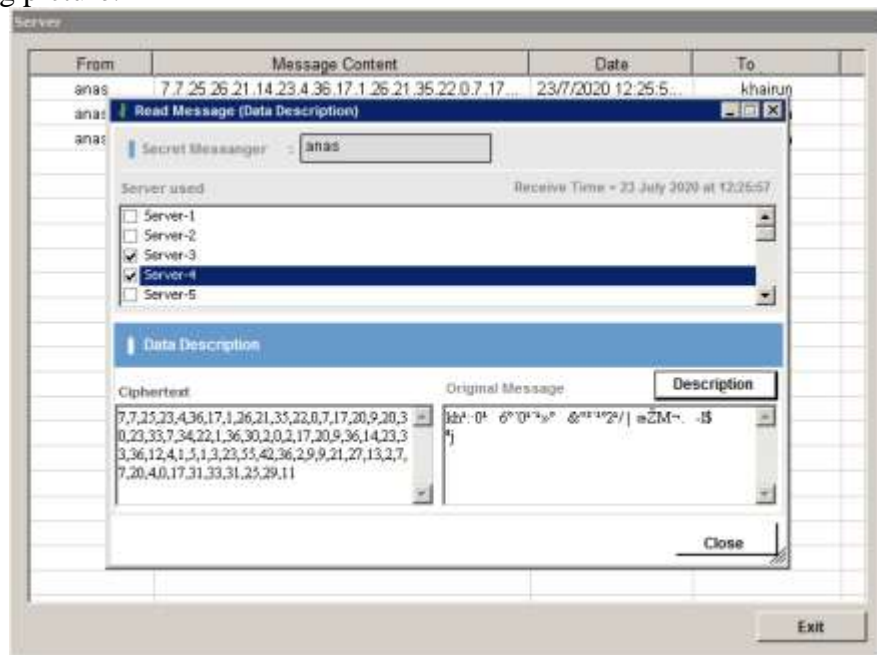 g picture.
Server
From Message Content Date To
anas 7.7.25.26.21.14.23.4.36.17.1.26.21.35.22.0.7.17... 23/7/2020 12:25:5... khairun
anas
anas
Read Message (Data Description)
Secret Messanger : anas
Server used Receive Time = 23 July 2020 at 12:25:57
Server-1
Server-2
Server-3
Server-4
Server-5
Data Description
Ciphertext Original Message Description
7,7,25,23,4,36,17,1,26,21,35,22,0,7,17,20,9,20,3
0,23,33,7,34,22,1,36,30,2,0,2,17,20,9,36,14,23,3
3,36,12,4,1,5,1,3,23,55,42,36,2,9,9,21,27,13,2,7,
7,20,4,0,17,31,33,31,25,29,11
Close
Exit